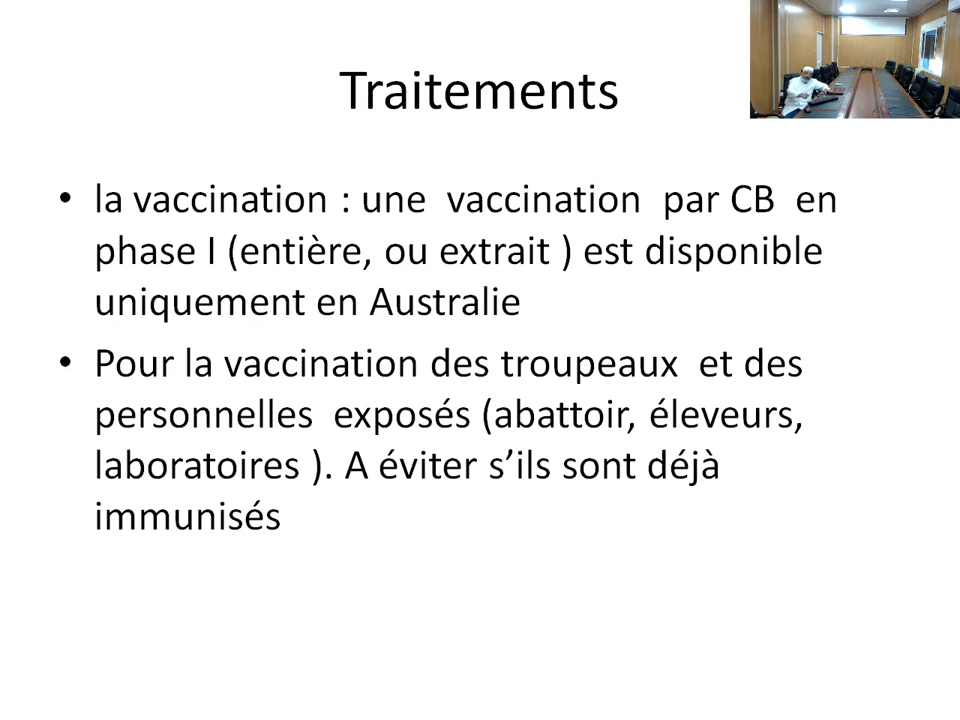 Traitements
• la vaccination : une  vaccination  par CB  en
phase I (entière, ou extrait ) est disponible
uniquement en Australie
• Pour la vaccination des troupeaux  et des
personnelles  exposés (abattoir, éleveurs,
laboratoires ). A éviter s’ils sont déjà
immunisés